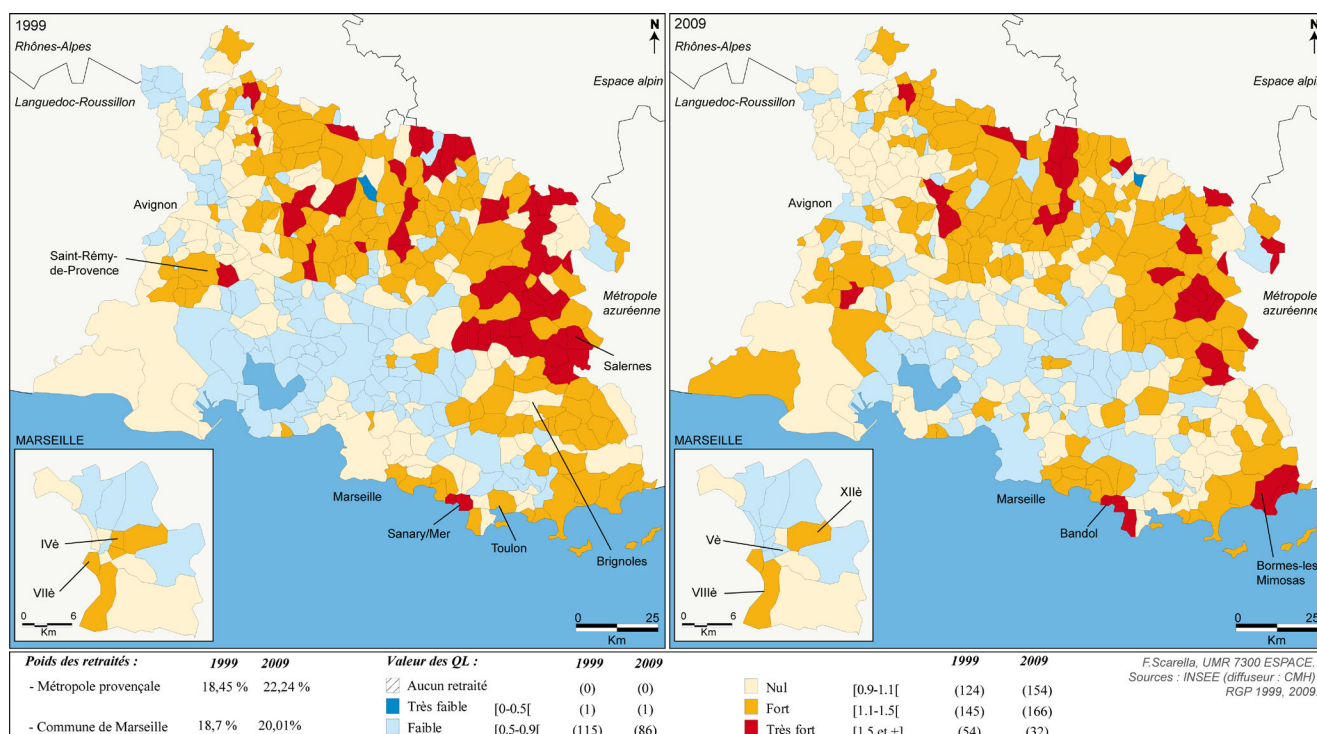 1999
N
Rhônes-Alpes
Espace alpin
Languedoc-Roussillon
Avignon
Saint-Rémy-
de-Provence
Métropole
azuréenne
Salernes
MARSEILLE
Marseille
IVè
VIIè
Sanary/Mer
Toulon
Brignoles
0 6
Km
0 25
Km
2009
N
Rhônes-Alpes
Espace alpin
Languedoc-Roussillon
Avignon
Métropole
azuréenne
MARSEILLE
Marseille
XIIè
Vè
VIIIè
Bandol
Bormes-les
Mimosas
0 6
Km
0 25
Km
Poids des retraités : 1999 2009
- Métropole provençale 18,45 % 22,24 %
- Commune de Marseille 18,7 % 20,01%
Valeur des QL : 1999 2009
Aucun retraité (0) (0)
Très faible [0-0.5[ (1) (1)
Faible [0.5-0.9[ (115) (86)
1999 2009
Nul [0.9-1.1[ (124) (154)
Fort [1.1-1.5[ (145) (166)
Très fort [1.5 et +] (54) (32)
F.Scarella, UMR 7300 ESPACE.
Sources : INSEE (diffuseur : CMH)
RGP 1999, 2009.